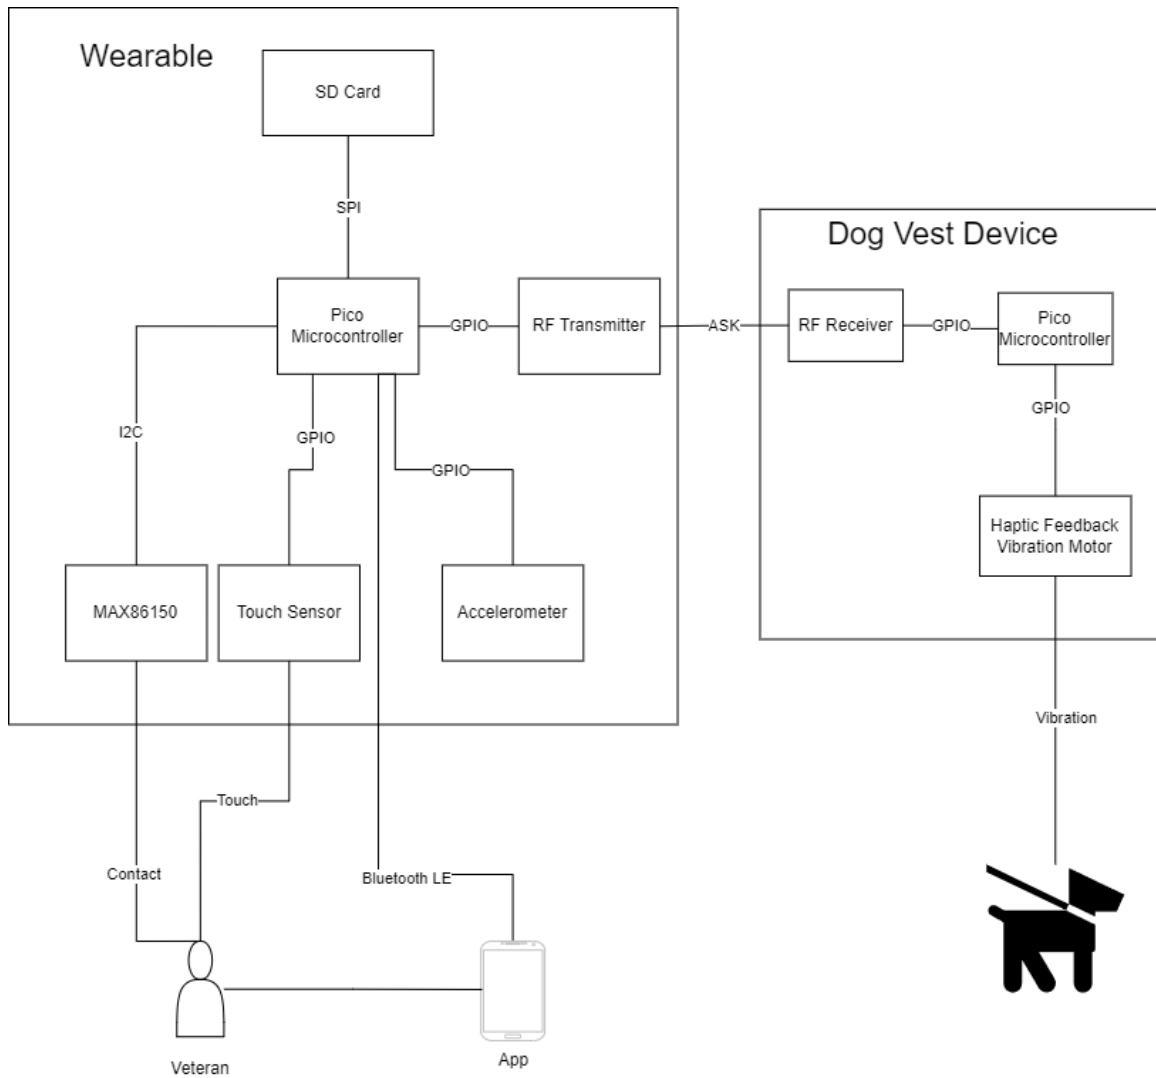 Wearable
SD Card
SPI
Dog Vest Device
Pico
Microcontroller
GPIO
RF Transmitter
ASK
RF Receiver
GPIO
Pico
Microcontroller
I2C
GPIO
GPIO
GPIO
MAX86150
Touch Sensor
Accelerometer
Haptic Feedback
Vibration Motor
Vibration
Touch
Contact
Bluetooth LE
Veteran
App